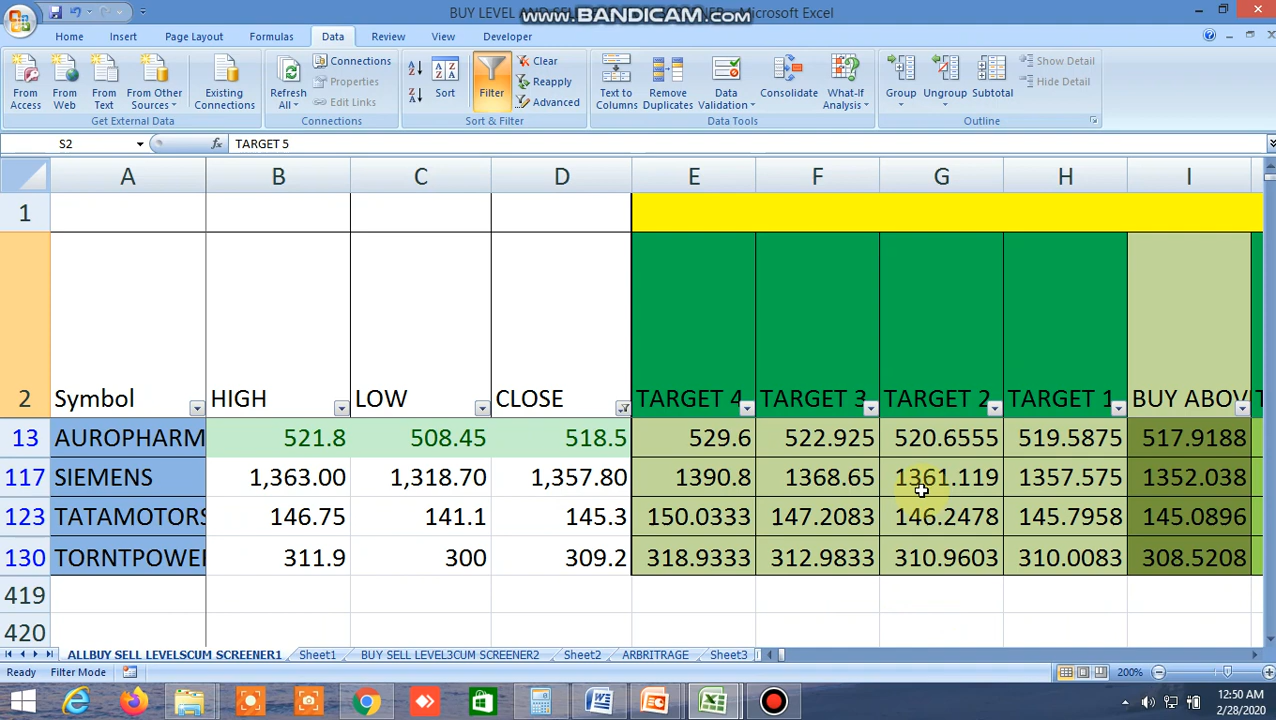 BUY LEVEL AND SE
www.BANDICAM.com
- Microsoft Excel
Home Insert Page Layout Formulas Data Review View Developer
From Access
From Web
From Text
From Other Sources
Existing Connections
Get External Data
Refresh All
Connections
Properties
Edit Links
Connections
Sort
Filter
Clear
Reapply
Advanced
Sort & Filter
Text to Columns
Remove Duplicates
Data Validation
Consolidate
What-If Analysis
Data Tools
Group
Ungroup
Subtotal
Show Detail
Hide Detail
Outline
S2 fx TARGET 5
A B C D E F G H I
1
2 Symbol HIGH LOW CLOSE TARGET 4 TARGET 3 TARGET 2 TARGET 1 BUY ABOV
13 AUROPHARM 521.8 508.45 518.5 529.6 522.925 520.6555 519.5875 517.9188
117 SIEMENS 1,363.00 1,318.70 1,357.80 1390.8 1368.65 1361.119 1357.575 1352.038
123 TATAMOTORS 146.75 141.1 145.3 150.0333 147.2083 146.2478 145.7958 145.0896
130 TORNTPOWER 311.9 300 309.2 318.9333 312.9833 310.9603 310.0083 308.5208
419
420
ALLBUY SELL LEVELSCUM SCREENER1 Sheet1 BUY SELL LEVEL3CUM SCREENER2 Sheet2 ARBRITRAGE Sheet3
Ready Filter Mode 200%
12:50 AM
2/28/2020